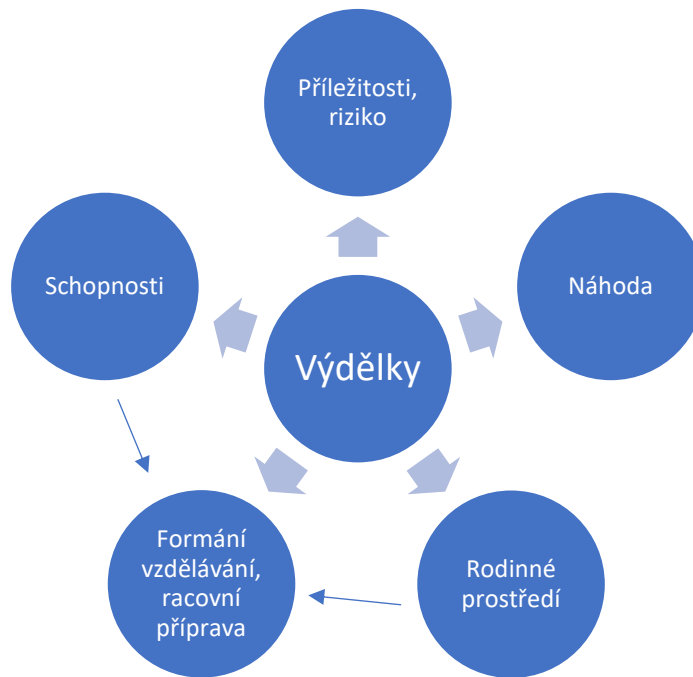 Příležitosti,
riziko
Schopnosti
Náhoda
Výdělky
Formání
vzdělávání,
racovní
příprava
Rodinné
prostředí